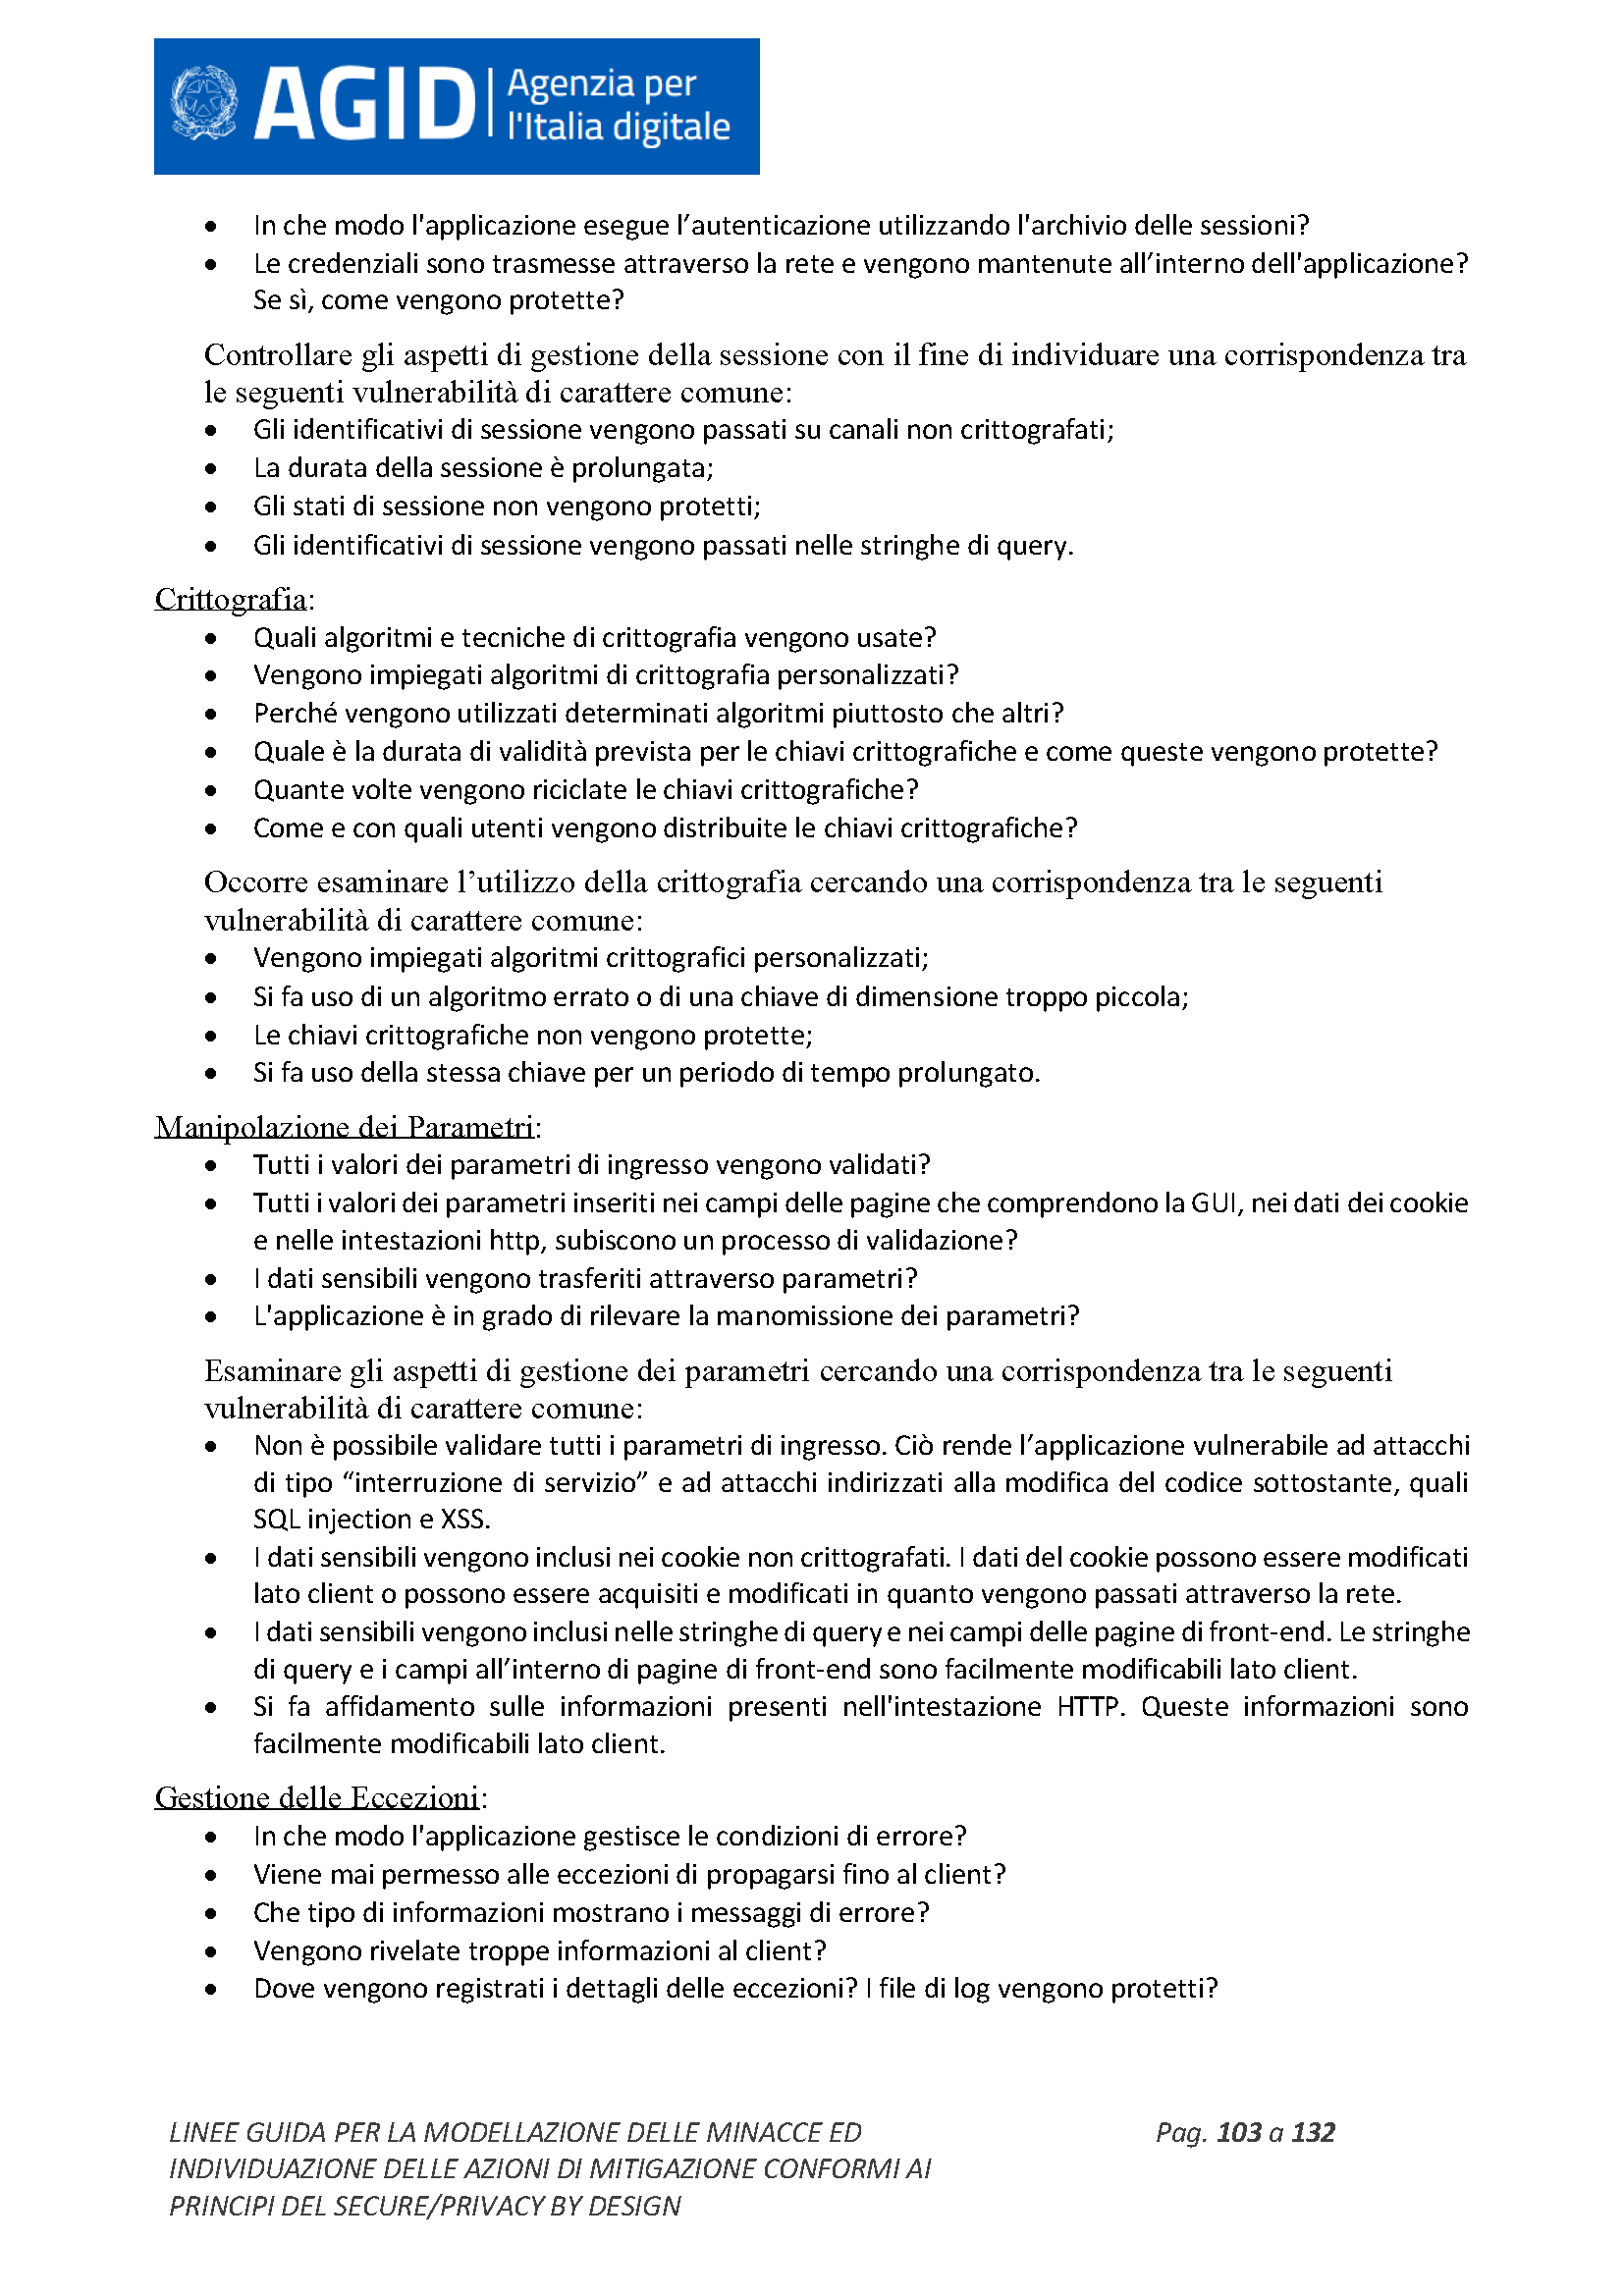 AGID
Agenzia per
l'Italia digitale
• In che modo l'applicazione esegue l’autenticazione utilizzando l'archivio delle sessioni?
• Le credenziali sono trasmesse attraverso la rete e vengono mantenute all’interno dell'applicazione?
Se sì, come vengono protette?
Controllare gli aspetti di gestione della sessione con il fine di individuare una corrispondenza tra
le seguenti vulnerabilità di carattere comune:
• Gli identificativi di sessione vengono passati su canali non crittografati;
• La durata della sessione è prolungata;
• Gli stati di sessione non vengono protetti;
• Gli identificativi di sessione vengono passati nelle stringhe di query.
Crittografia:
• Quali algoritmi e tecniche di crittografia vengono usate?
• Vengono impiegati algoritmi di crittografia personalizzati?
• Perché vengono utilizzati determinati algoritmi piuttosto che altri?
• Quale è la durata di validità prevista per le chiavi crittografiche e come queste vengono protette?
• Quante volte vengono riciclate le chiavi crittografiche?
• Come e con quali utenti vengono distribuite le chiavi crittografiche?
Occorre esaminare l’utilizzo della crittografia cercando una corrispondenza tra le seguenti
vulnerabilità di carattere comune:
• Vengono impiegati algoritmi crittografici personalizzati;
• Si fa uso di un algoritmo errato o di una chiave di dimensione troppo piccola;
• Le chiavi crittografiche non vengono protette;
• Si fa uso della stessa chiave per un periodo di tempo prolungato.
Manipolazione dei Parametri:
• Tutti i valori dei parametri di ingresso vengono validati?
• Tutti i valori dei parametri inseriti nei campi delle pagine che comprendono la GUI, nei dati dei cookie
e nelle intestazioni http, subiscono un processo di validazione?
• I dati sensibili vengono trasferiti attraverso parametri?
• L'applicazione è in grado di rilevare la manomissione dei parametri?
Esaminare gli aspetti di gestione dei parametri cercando una corrispondenza tra le seguenti
vulnerabilità di carattere comune:
• Non è possibile validare tutti i parametri di ingresso. Ciò rende l’applicazione vulnerabile ad attacchi
di tipo “interruzione di servizio” e ad attacchi indirizzati alla modifica del codice sottostante, quali
SQL injection e XSS.
• I dati sensibili vengono inclusi nei cookie non crittografati. I dati del cookie possono essere modificati
lato client o possono essere acquisiti e modificati in quanto vengono passati attraverso la rete.
• I dati sensibili vengono inclusi nelle stringhe di query e nei campi delle pagine di front-end. Le stringhe
di query e i campi all’interno di pagine di front-end sono facilmente modificabili lato client.
• Si fa affidamento sulle informazioni presenti nell'intestazione HTTP. Queste informazioni sono
facilmente modificabili lato client.
Gestione delle Eccezioni:
• In che modo l'applicazione gestisce le condizioni di errore?
• Viene mai permesso alle eccezioni di propagarsi fino al client?
• Che tipo di informazioni mostrano i messaggi di errore?
• Vengono rivelate troppe informazioni al client?
• Dove vengono registrati i dettagli delle eccezioni? I file di log vengono protetti?
LINEE GUIDA PER LA MODELLAZIONE DELLE MINACCE ED Pag. 103 a 132
INDIVIDUAZIONE DELLE AZIONI DI MITIGAZIONE CONFORMI AI
PRINCIPI DEL SECURE/PRIVACY BY DESIGN